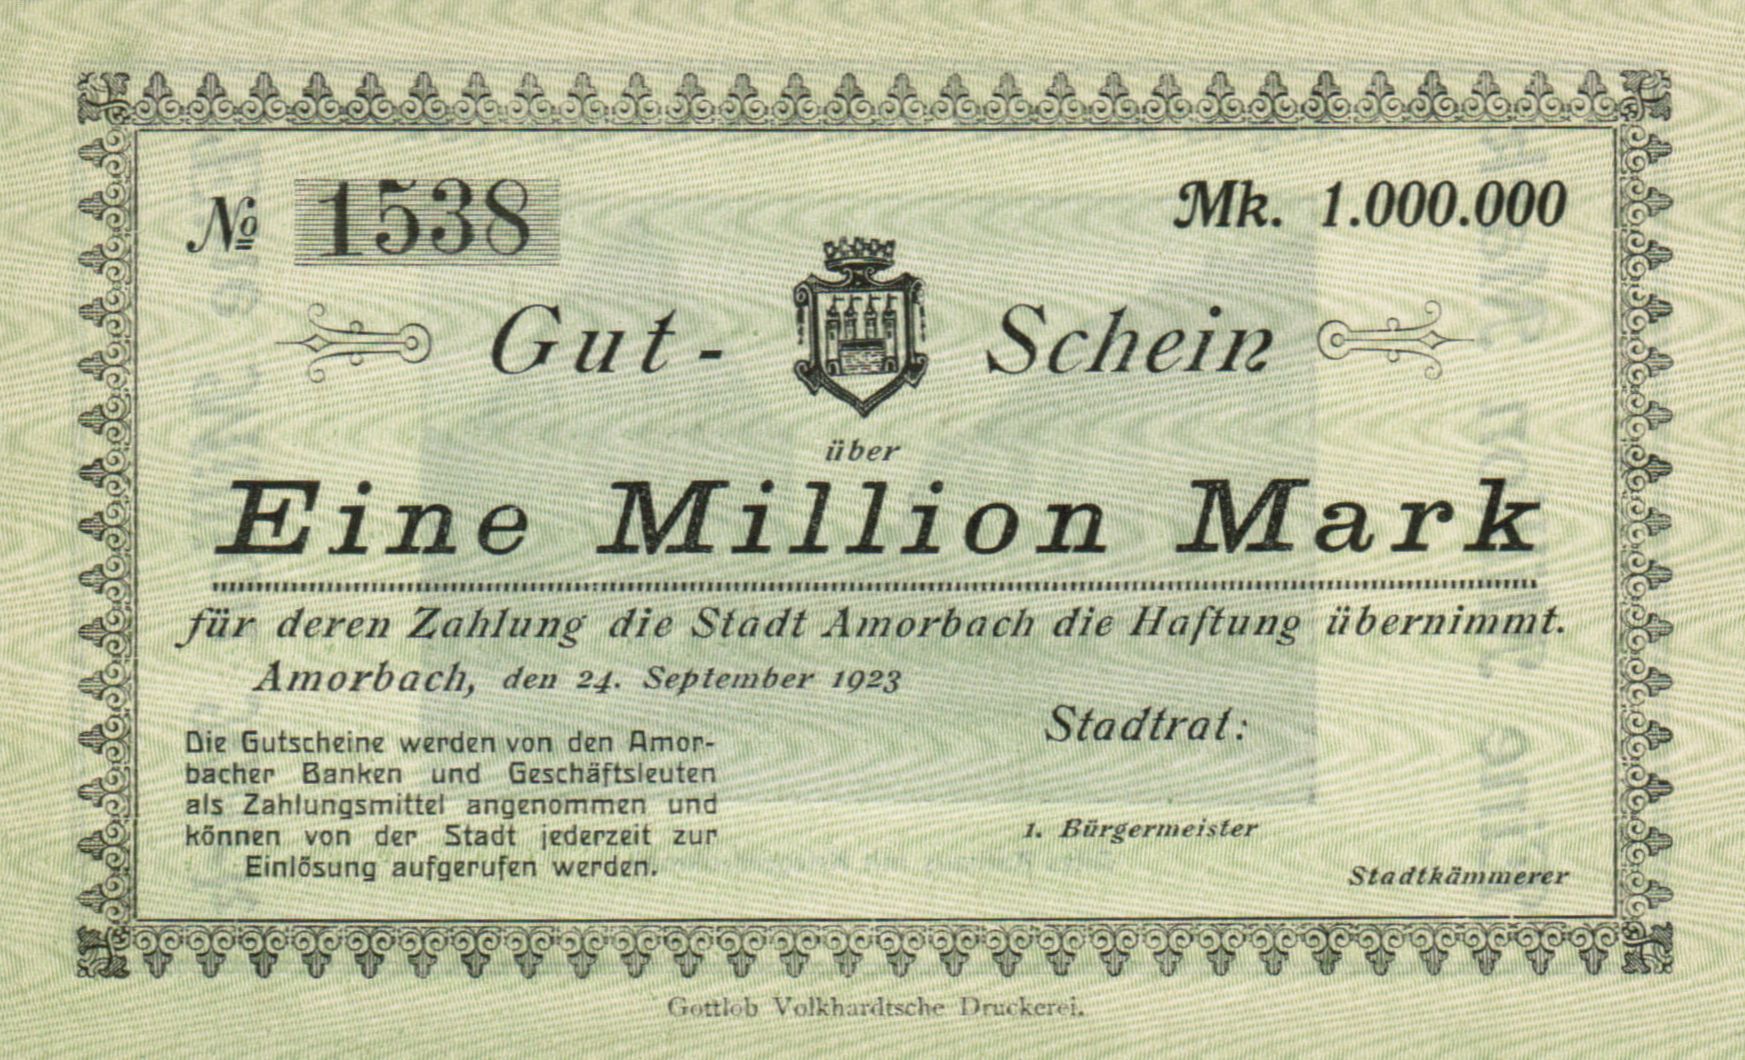 № 1538
Mk. 1.000.000
Gut-Schein
über
Eine Million Mark
für deren Zahlung die Stadt Amorbach die Haftung übernimmt.
Amorbach, den 24. September 1923
Stadtrat:
Die Gutscheine werden von den Amor-
bacher Banken und Geschäftsleuten
als Zahlungsmittel angenommen und
können von der Stadt jederzeit zur
Einlösung aufgerufen werden.
1. Bürgermeister
Stadtkämmerer
Gottlob Volkhardtsche Druckerei.